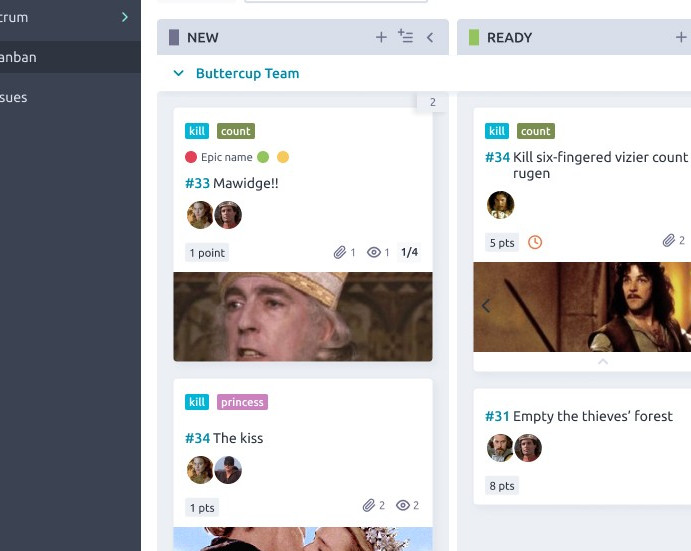 crum
anban
sues
NEW
READY
Buttercup Team
2
kill count
Epic name
#33 Mawidge!!
1 point 1 1 1/4
kill princess
#34 The kiss
1 pts 2 2
kill count
#34 Kill six-fingered vizier count
rugen
5 pts 2
#31 Empty the thieves’ forest
8 pts